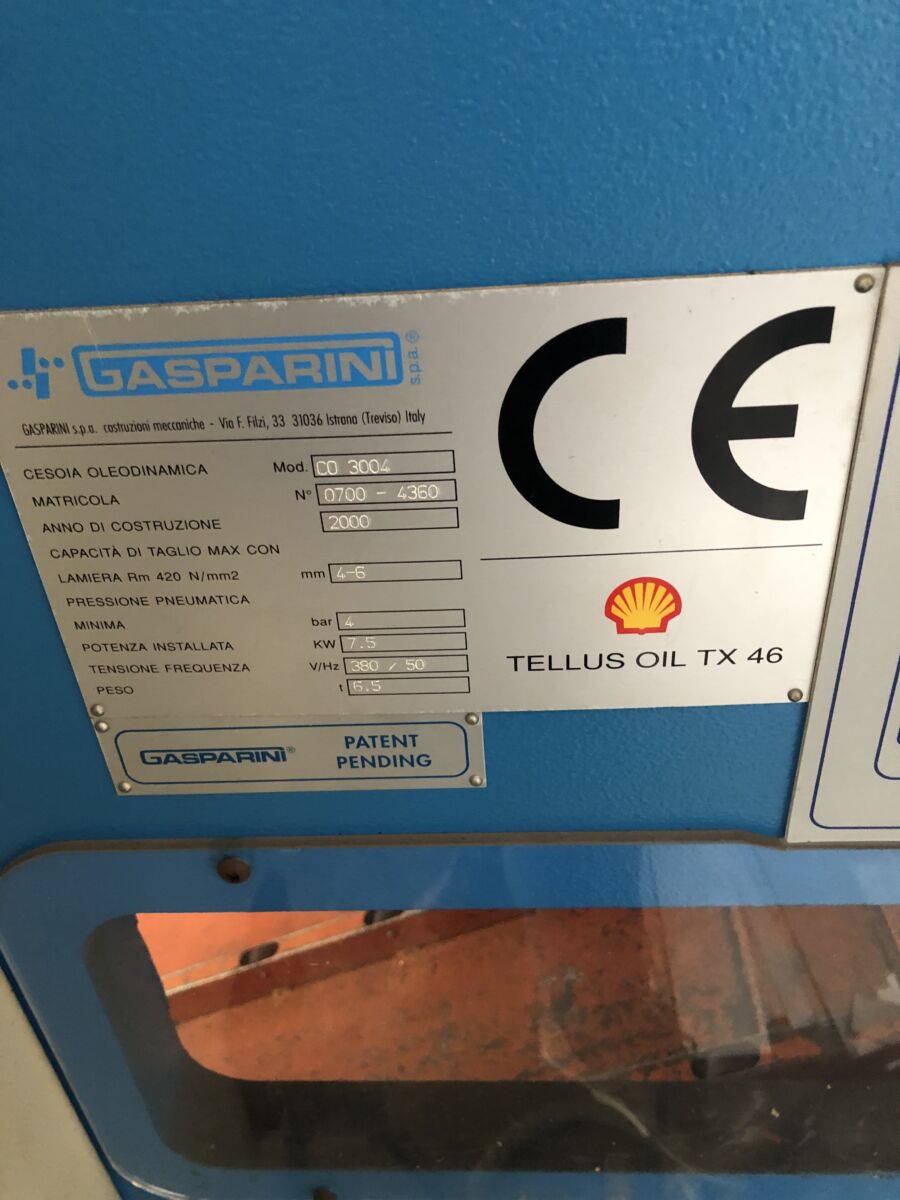 GASPARINI s.p.a.®
GASPARINI s.p.a. costruzioni meccaniche - Via F. Filzi, 33 31036 Istrana (Treviso) Italy
CESOIA OLEODINAMICA Mod. CO 3004
MATRICOLA N° 0700 - 4360
ANNO DI COSTRUZIONE 2000
CAPACITÀ DI TAGLIO MAX CON
LAMIERA Rm 420 N/mm2 mm 4-6
PRESSIONE PNEUMATICA
MINIMA bar 4
POTENZA INSTALLATA KW 7.5
TENSIONE FREQUENZA V/Hz 380 / 50
PESO t 6.5
CE
TELLUS OIL TX 46
GASPARINI® PATENT
PENDING